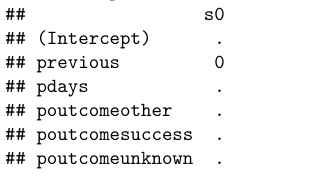 ## s0
## (Intercept) .
## previous 0
## pdays .
## poutcomeother .
## poutcomesuccess .
## poutcomeunknown .